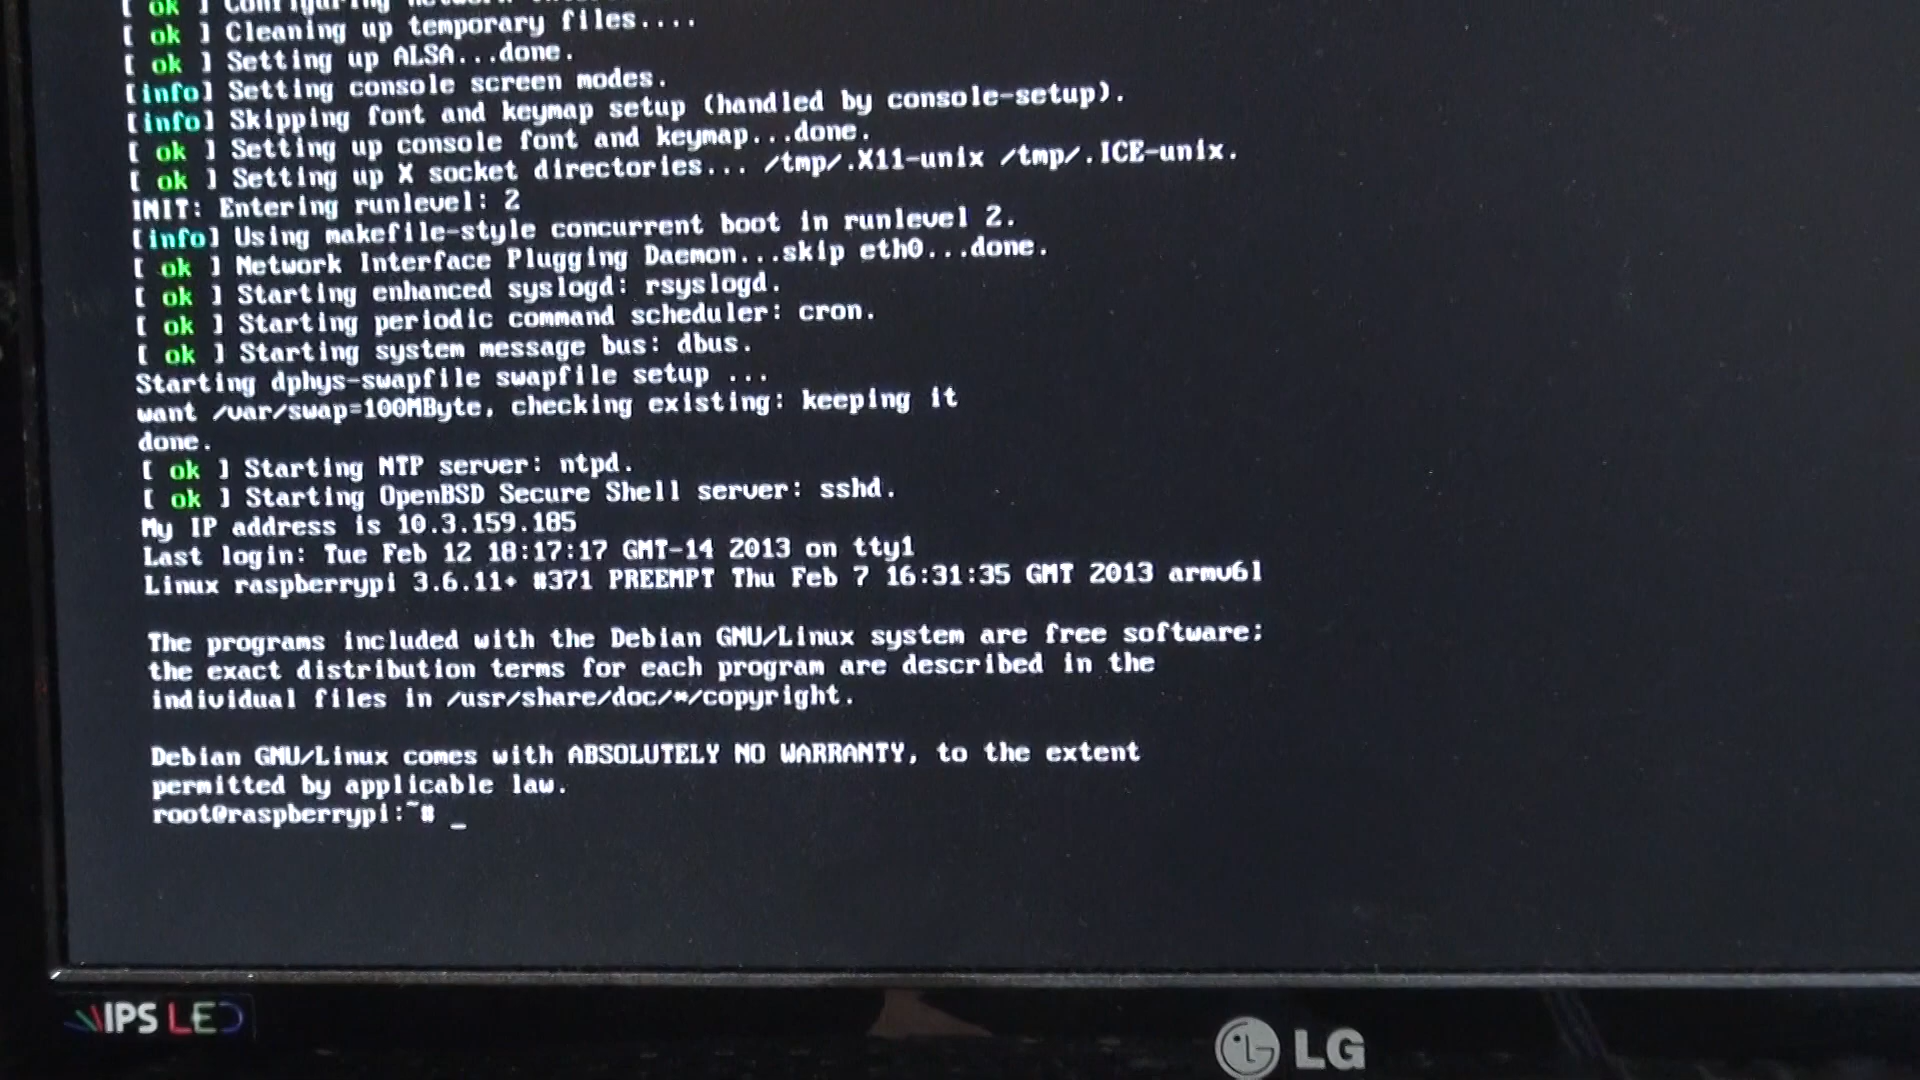 [ ok ] Configuring network
[ ok ] Cleaning up temporary files....
[ ok ] Setting up ALSA...done.
[info] Setting console screen modes.
[info] Skipping font and keymap setup (handled by console-setup).
[ ok ] Setting up console font and keymap...done.
[ ok ] Setting up X socket directories... /tmp/.X11-unix /tmp/.ICE-unix.
INIT: Entering runlevel: 2
[info] Using makefile-style concurrent boot in runlevel 2.
[ ok ] Network Interface Plugging Daemon...skip eth0...done.
[ ok ] Starting enhanced syslogd: rsyslogd.
[ ok ] Starting periodic command scheduler: cron.
[ ok ] Starting system message bus: dbus.
Starting dphys-swapfile swapfile setup ...
want /var/swap=100MByte, checking existing: keeping it
done.
[ ok ] Starting NTP server: ntpd.
[ ok ] Starting OpenBSD Secure Shell server: sshd.
My IP address is 10.3.159.185
Last login: Tue Feb 12 18:17:17 GMT-14 2013 on tty1
Linux raspberrypi 3.6.11+ #371 PREEMPT Thu Feb 7 16:31:35 GMT 2013 armv6l
The programs included with the Debian GNU/Linux system are free software;
the exact distribution terms for each program are described in the
individual files in /usr/share/doc/*/copyright.
Debian GNU/Linux comes with ABSOLUTELY NO WARRANTY, to the extent
permitted by applicable law.
root@raspberrypi:~# _
IPS LED
LG